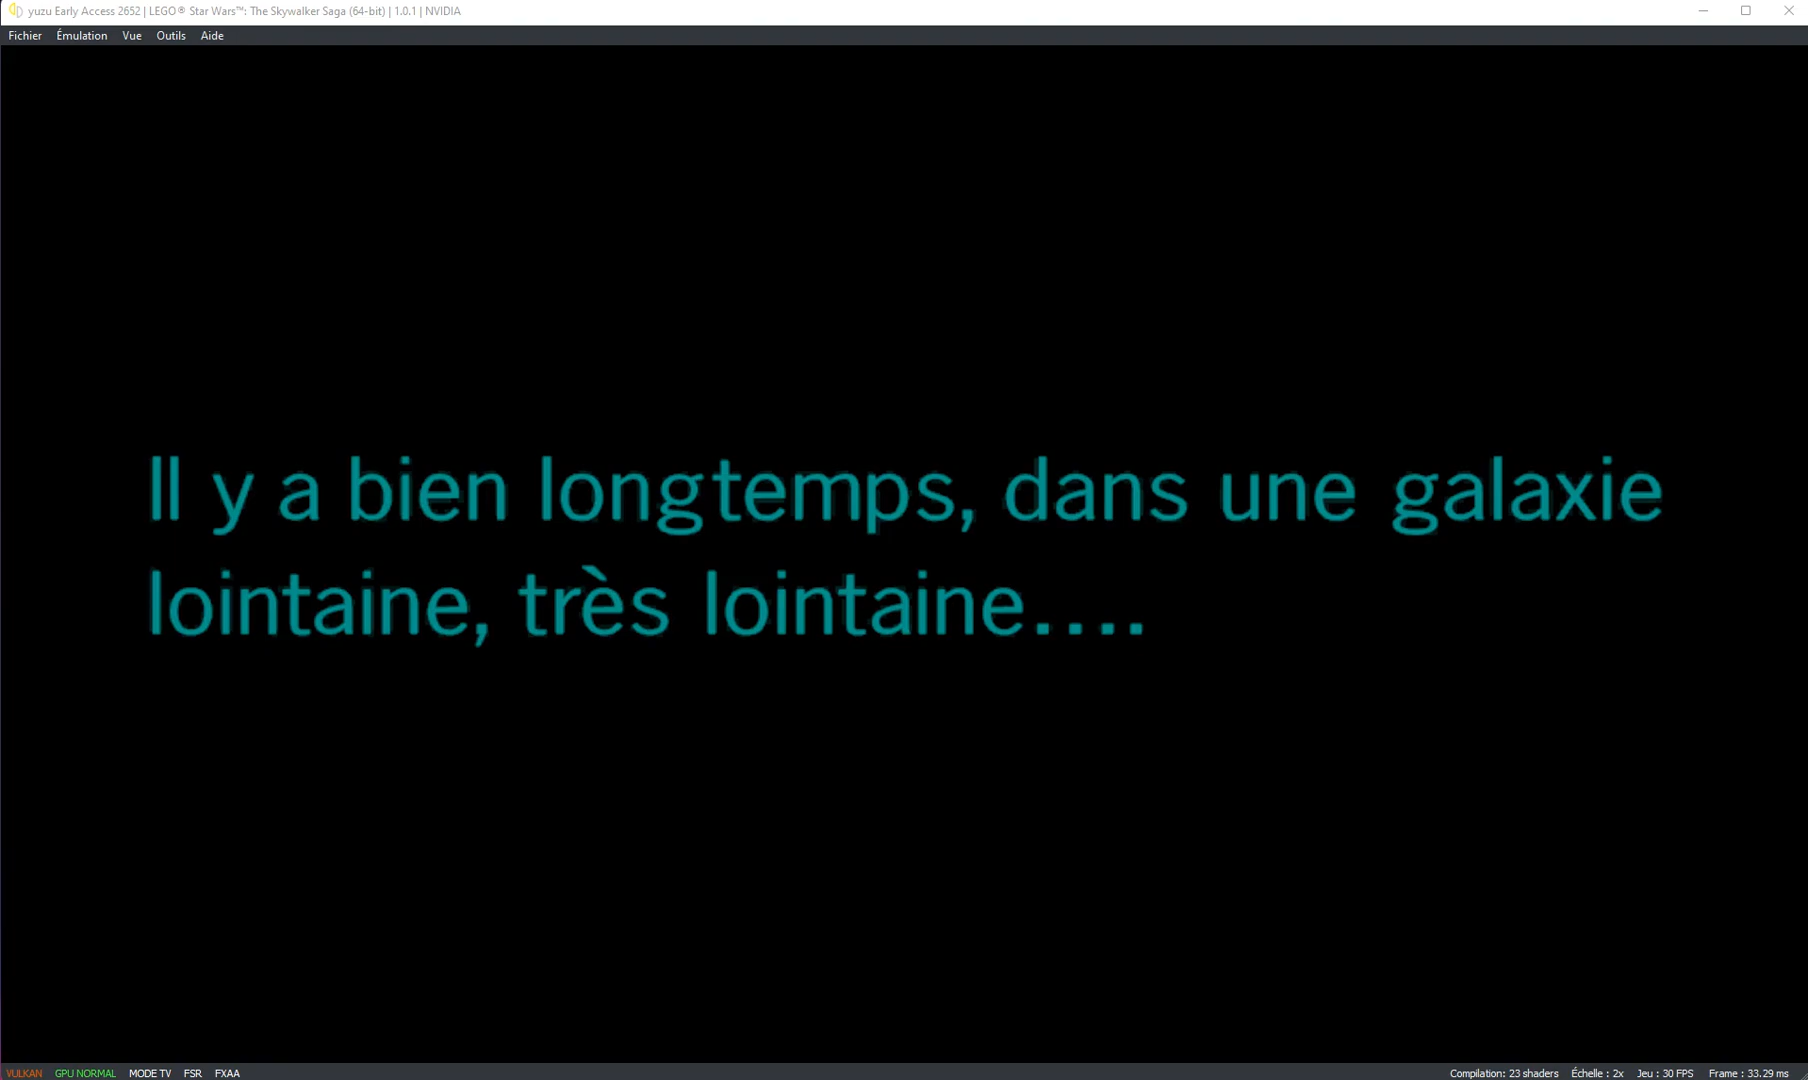 yuzu Early Access 2652 | LEGO® Star Wars™: The Skywalker Saga (64-bit) | 1.0.1 | NVIDIA
Fichier Émulation Vue Outils Aide
Il y a bien longtemps, dans une galaxie
lointaine, très lointaine....
VULKAN GPU NORMAL MODE TV FSR FXAA Compilation: 23 shaders Échelle : 2x Jeu : 30 FPS Frame : 33.29 ms